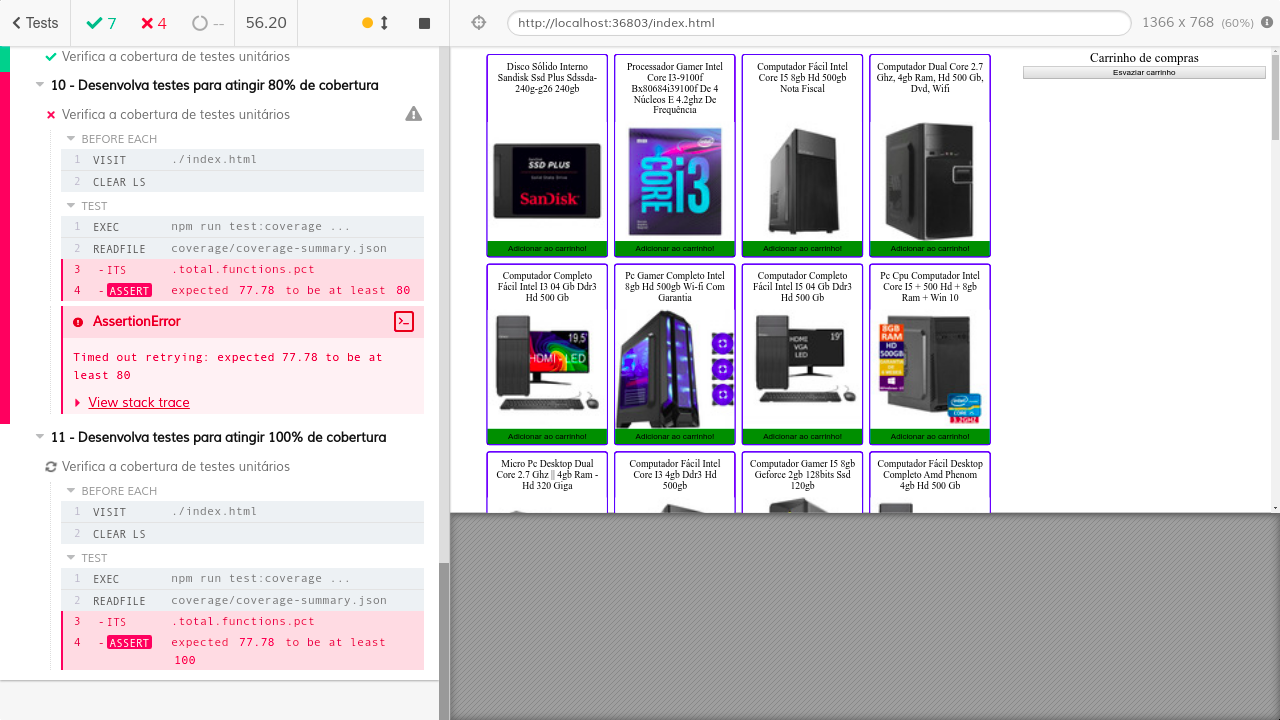 Tests
7
4
--
56.20
http://localhost:36803/index.html
1366 x 768 (60%)
Verifica a cobertura de testes unitários
10 - Desenvolva testes para atingir 80% de cobertura
Verifica a cobertura de testes unitários
BEFORE EACH
1 VISIT ./index.html
2 CLEAR LS
TEST
1 EXEC npm run test:coverage ...
2 READFILE coverage/coverage-summary.json
3 -ITS .total.functions.pct
4 -ASSERT expected 77.78 to be at least 80
AssertionError
Timed out retrying: expected 77.78 to be at
least 80
View stack trace
11 - Desenvolva testes para atingir 100% de cobertura
Verifica a cobertura de testes unitários
BEFORE EACH
1 VISIT ./index.html
2 CLEAR LS
TEST
1 EXEC npm run test:coverage ...
2 READFILE coverage/coverage-summary.json
3 -ITS .total.functions.pct
4 -ASSERT expected 77.78 to be at least
100
Disco Sólido Interno
Sandisk Ssd Plus Sdssda-
240g-g26 240gb
SanDisk
SSD PLUS
SanDisk
Adicionar ao carrinho!
Processador Gamer Intel
Core I3-9100f
Bx80684i39100f De 4
Núcleos E 4.2ghz De
Frequência
intel
CORE i3
Adicionar ao carrinho!
Computador Fácil Intel
Core I5 8gb Hd 500gb
Nota Fiscal
Adicionar ao carrinho!
Computador Dual Core 2.7
Ghz, 4gb Ram, Hd 500 Gb,
Dvd, Wifi
Adicionar ao carrinho!
Carrinho de compras
Esvaziar carrinho
Computador Completo
Fácil Intel I3 04 Gb Ddr3
Hd 500 Gb
19,5"
HDMI - LED
Adicionar ao carrinho!
Pc Gamer Completo Intel
8gb Hd 500gb Wi-fi Com
Garantia
Adicionar ao carrinho!
Computador Completo
Fácil Intel I5 04 Gb Ddr3
Hd 500 Gb
19"
HDMI
VGA
LED
Adicionar ao carrinho!
Pc Cpu Computador Intel
Core I5 + 500 Hd + 8gb
Ram + Win 10
8GB
RAM
HD
500GB
intel
3.2GHZ
Adicionar ao carrinho!
Micro Pc Desktop Dual
Core 2.7 Ghz || 4gb Ram -
Hd 320 Giga
Computador Fácil Intel
Core I3 4gb Ddr3 Hd
500gb
Computador Gamer I5 8gb
Geforce 2gb 128bits Ssd
120gb
Computador Fácil Desktop
Completo Amd Phenom
4gb Hd 500 Gb